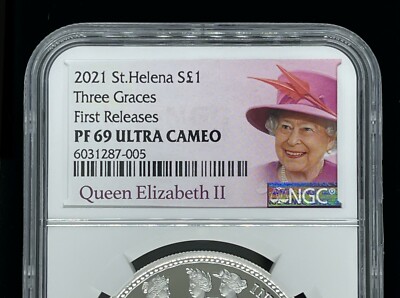 2021 St.Helena S£1
Three Graces
First Releases
PF 69 ULTRA CAMEO
6031287-005
Queen Elizabeth II
NGC